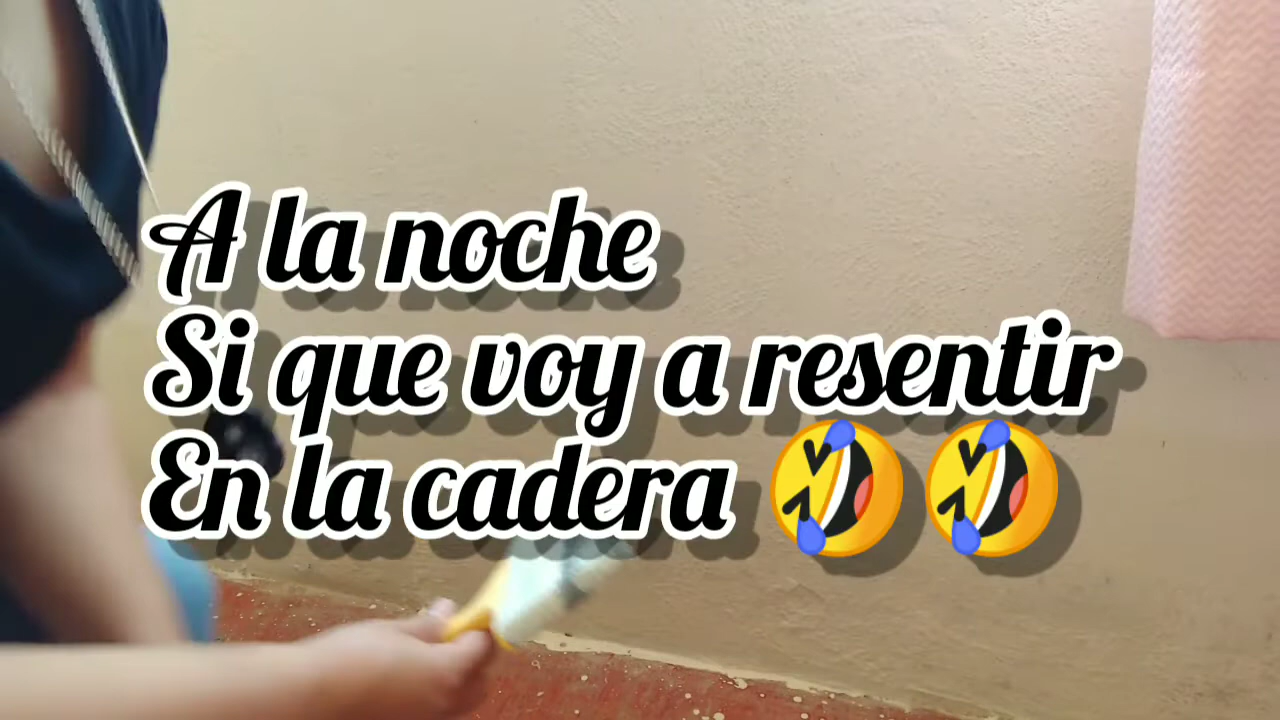 A la noche
Si que voy a resentir
En la cadera 🤣🤣